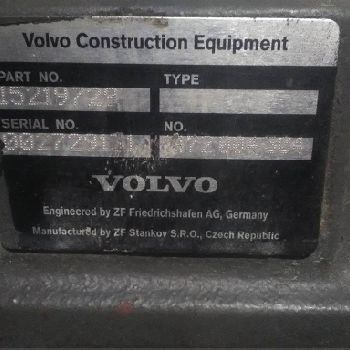 Volvo Construction Equipment
PART NO. TYPE
15219729
SERIAL NO. NO.
VOLVO
Engineered by ZF Friedrichshafen AG, Germany
Manufactured by ZF Stankov S.R.O., Czech Republic